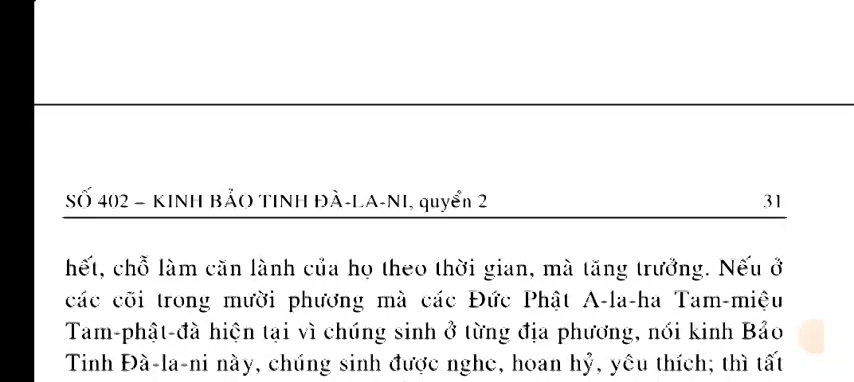 SỐ 402 – KINH BẢO TINH ĐÀ-LA-NI, quyển 2 31
hết, chỗ làm căn lành của họ theo thời gian, mà tăng trưởng. Nếu ở
các cõi trong mười phương mà các Đức Phật A-la-ha Tam-miệu
Tam-phật-đà hiện tại vì chúng sinh ở từng địa phương, nói kinh Bảo
Tinh Đà-la-ni này, chúng sinh được nghe, hoan hỷ, yêu thích; thì tất